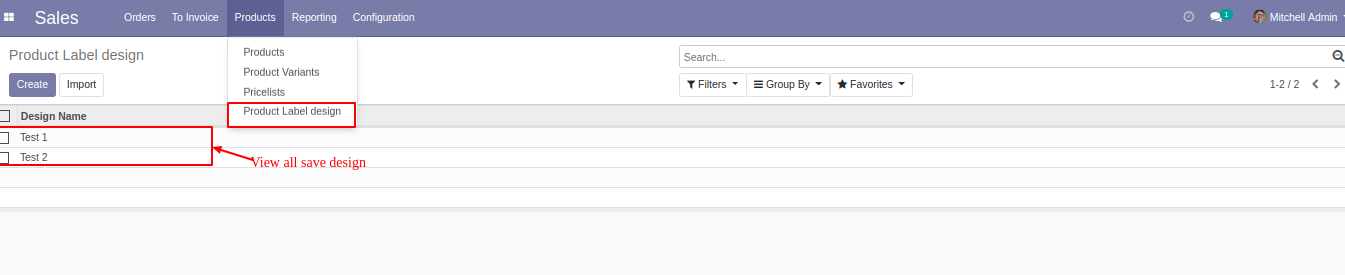 Sales Orders To Invoice Products Reporting Configuration 1 Mitchell Admin
Product Label design
Products
Search...
Product Variants
Create Import
Filters Group By Favorites 1-2 / 2
Pricelists
Product Label design
Design Name
Test 1
Test 2
View all save design